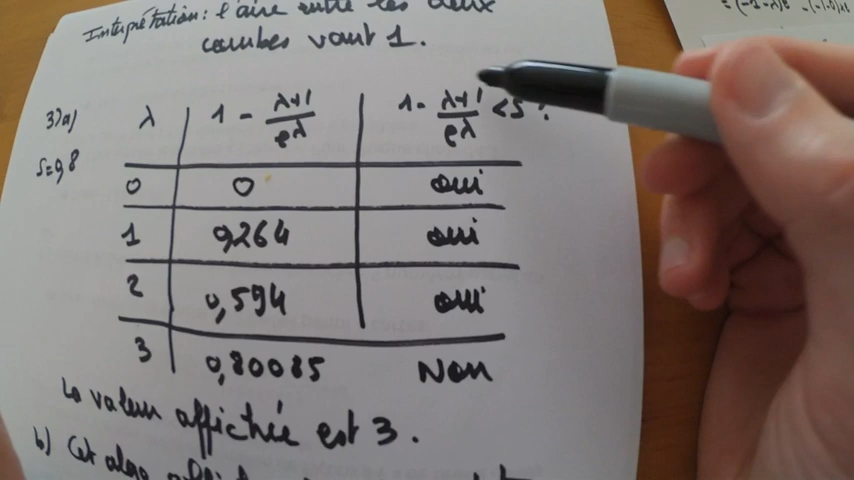 Interprétation: l'aire entre les deux
courbes vaut 1.
3)a) λ 1 - λ+1/e^λ 1 - λ+1/e^λ < S ?
S=0,8
0 0 oui
1 0,264 oui
2 0,594 oui
3 0,80085 Non
La valeur affichée est 3.
b) Cet algo